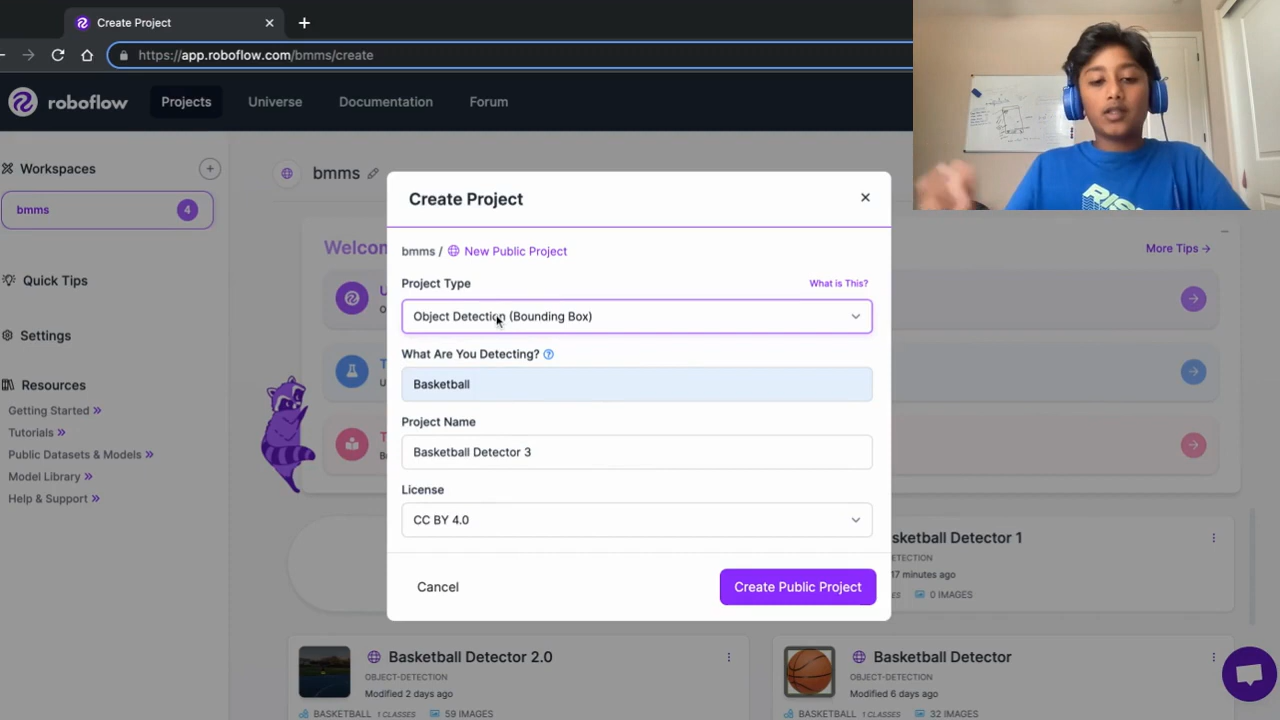 Create Project
https://app.roboflow.com/bmms/create
roboflow
Projects
Universe
Documentation
Forum
Workspaces
bmms
4
Quick Tips
Settings
Resources
Getting Started
Tutorials
Public Datasets & Models
Model Library
Help & Support
bmms
Welcom
More Tips
Create Project
bmms / New Public Project
Project Type
What is This?
Object Detection (Bounding Box)
What Are You Detecting?
Basketball
Project Name
Basketball Detector 3
License
CC BY 4.0
Cancel
Create Public Project
sketball Detector 1
DETECTION
17 minutes ago
0 IMAGES
Basketball Detector 2.0
OBJECT-DETECTION
Modified 2 days ago
BASKETBALL 1 CLASSES 59 IMAGES
Basketball Detector
OBJECT-DETECTION
Modified 6 days ago
BASKETBALL 1 CLASSES 32 IMAGES